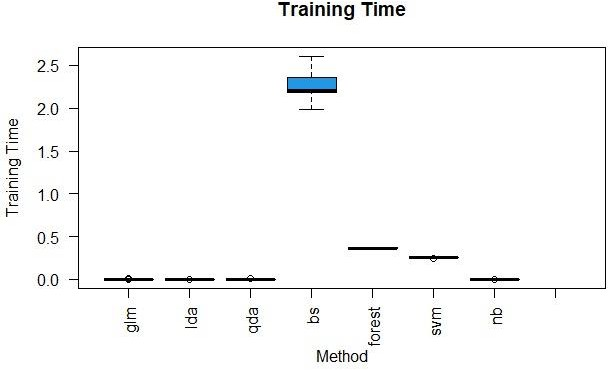 Training Time
Training Time
2.5
2.0
1.5
1.0
0.5
0.0
glm
lda
qda
bs
forest
svm
nb
Method